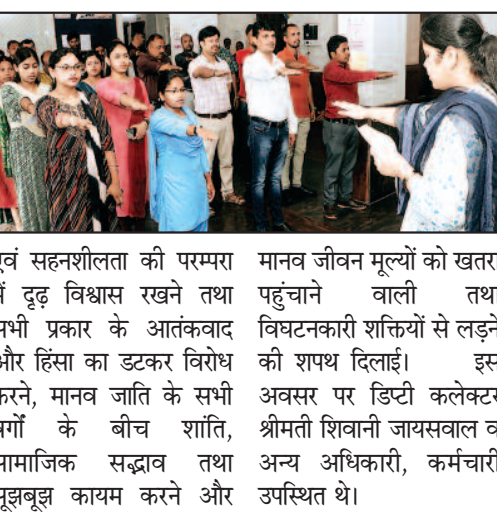 एवं सहनशीलता की परम्परा
में दृढ़ विश्वास रखने तथा
सभी प्रकार के आतंकवाद
और हिंसा का डटकर विरोध
करने, मानव जाति के सभी
वर्गों के बीच शांति,
सामाजिक सद्भाव तथा
सूझबूझ कायम करने और
मानव जीवन मूल्यों को खतरा
पहुंचाने वाली तथा
विघटनकारी शक्तियों से लड़ने
की शपथ दिलाई। इस
अवसर पर डिप्टी कलेक्टर
श्रीमती शिवानी जायसवाल व
अन्य अधिकारी, कर्मचारी
उपस्थित थे।